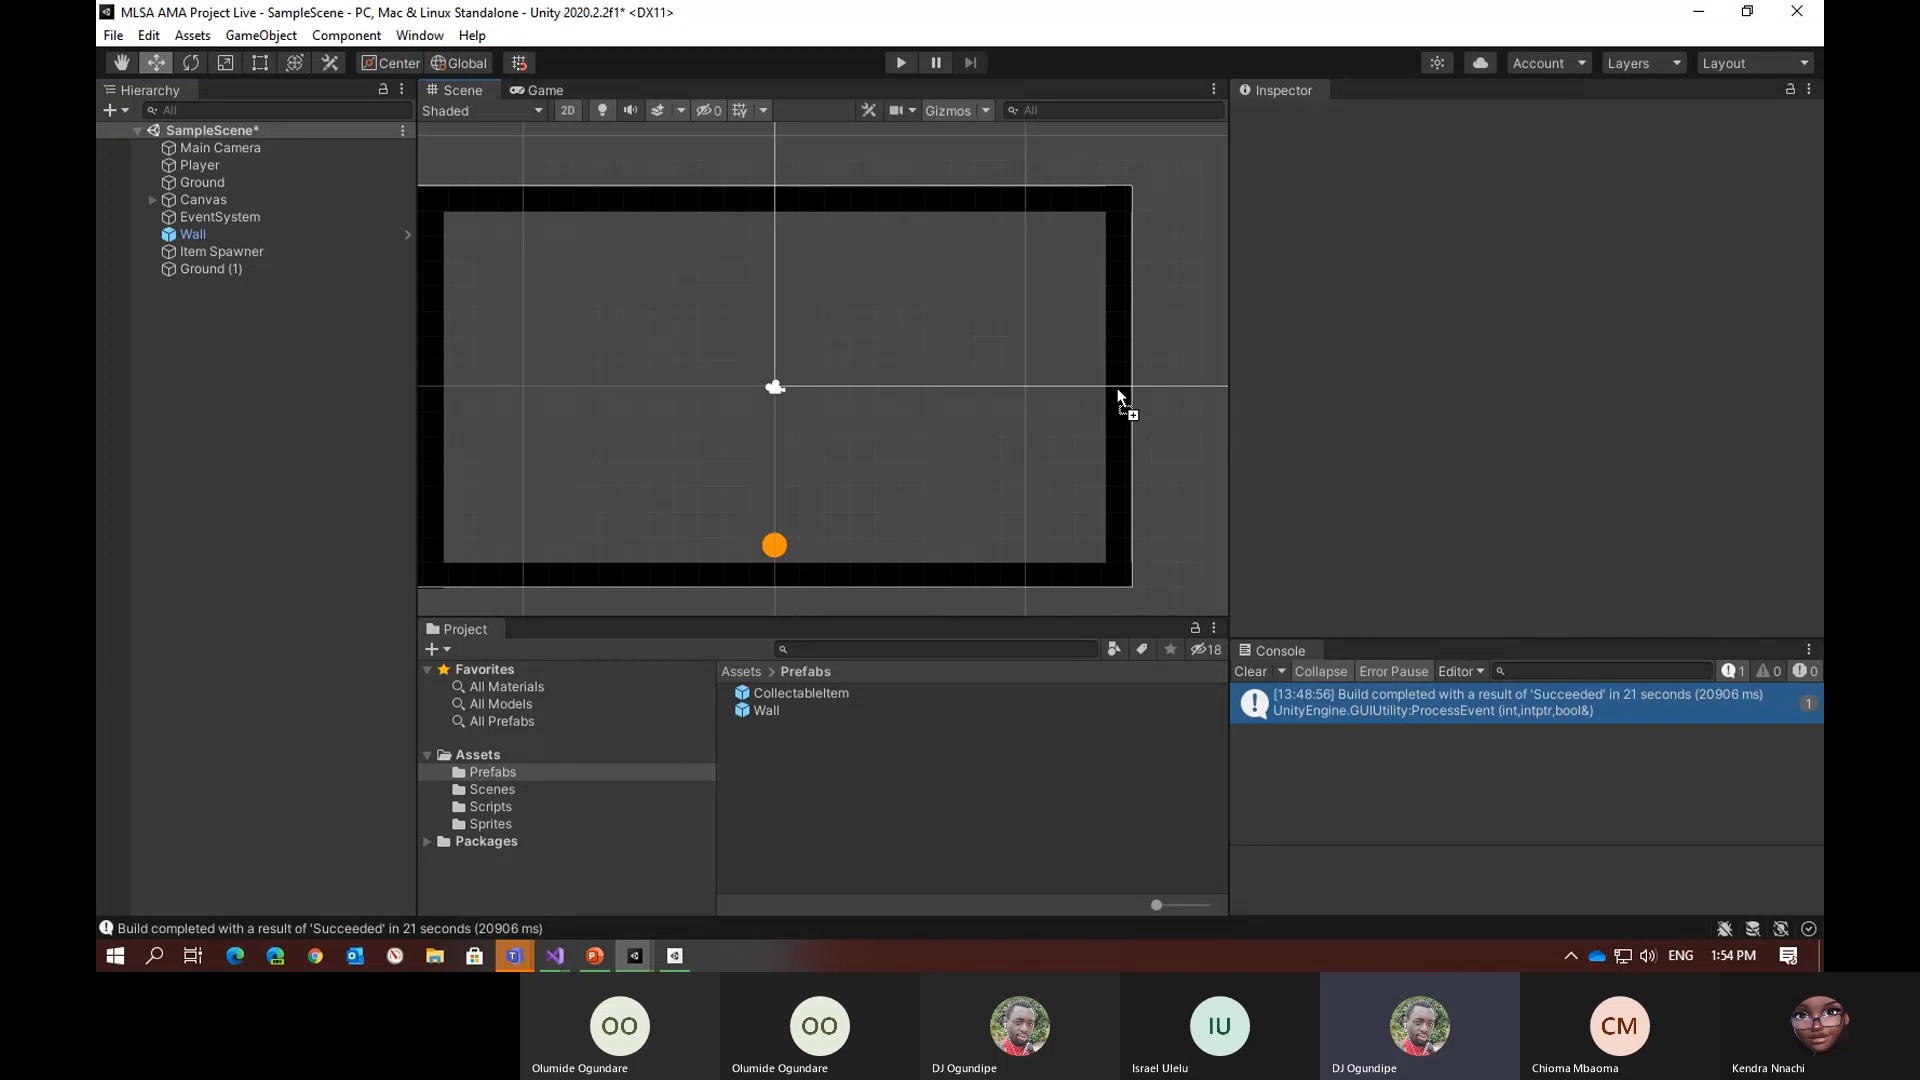 MLSA AMA Project Live - SampleScene - PC, Mac & Linux Standalone - Unity 2020.2.2f1* <DX11>
File Edit Assets GameObject Component Window Help
Center Global Account Layers Layout
Hierarchy
All
SampleScene*
Main Camera
Player
Ground
Canvas
EventSystem
Wall
Item Spawner
Ground (1)
Scene Game
Shaded 2D 0 Gizmos All
Inspector
Project
18
Favorites
All Materials
All Models
All Prefabs
Assets
Prefabs
Scenes
Scripts
Sprites
Packages
Assets > Prefabs
CollectableItem
Wall
Console
Clear Collapse Error Pause Editor 1 0 0
[13:48:56] Build completed with a result of 'Succeeded' in 21 seconds (20906 ms)
UnityEngine.GUIUtility:ProcessEvent (int,intptr,bool&)
1
Build completed with a result of 'Succeeded' in 21 seconds (20906 ms)
ENG 1:54 PM
OO OO IU CM
Olumide Ogundare Olumide Ogundare DJ Ogundipe Israel Ulelu DJ Ogundipe Chioma Mbaoma Kendra Nnachi